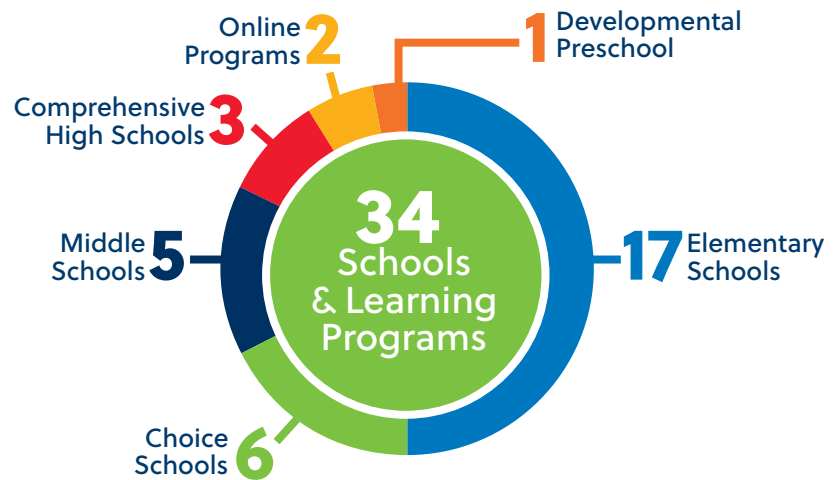 1 Developmental
Preschool
Online 2
Programs
Comprehensive 3
High Schools
34
Schools
& Learning
Programs
Middle 5
Schools
17 Elementary
Schools
Choice 6
Schools